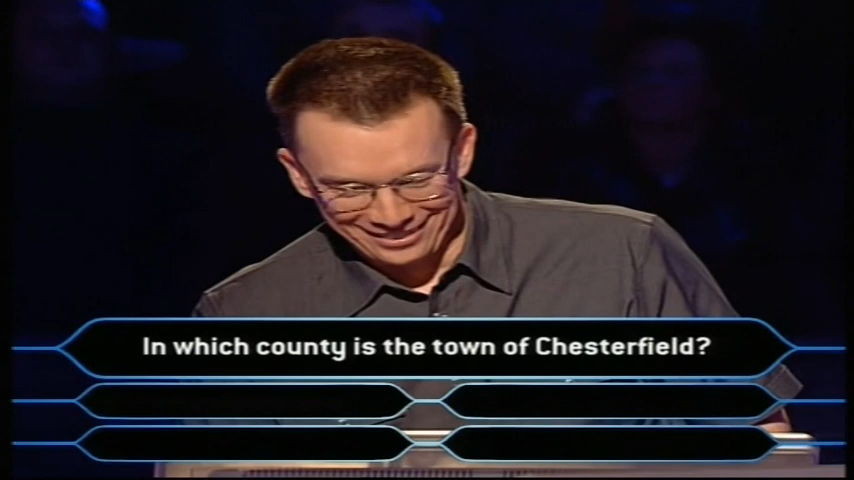 In which county is the town of Chesterfield?